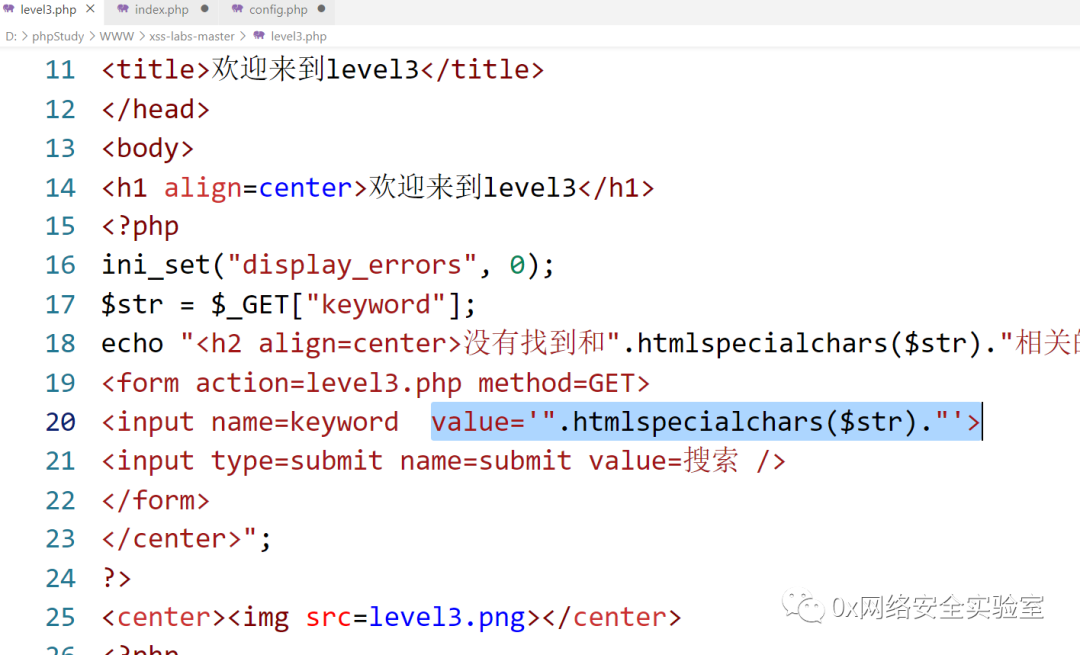 level3.php × index.php ● config.php ●
D: > phpStudy > WWW > xss-labs-master > level3.php
11 <title>欢迎来到level3</title>
12 </head>
13 <body>
14 <h1 align=center>欢迎来到level3</h1>
15 <?php
16 ini_set("display_errors", 0);
17 $str = $_GET["keyword"];
18 echo "<h2 align=center>没有找到和".htmlspecialchars($str)."相关
19 <form action=level3.php method=GET>
20 <input name=keyword  value='".htmlspecialchars($str)."'>
21 <input type=submit name=submit value=搜索 />
22 </form>
23 </center>";
24 ?>
25 <center><img src=level3.png></center>
0x网络安全实验室
26 <?php